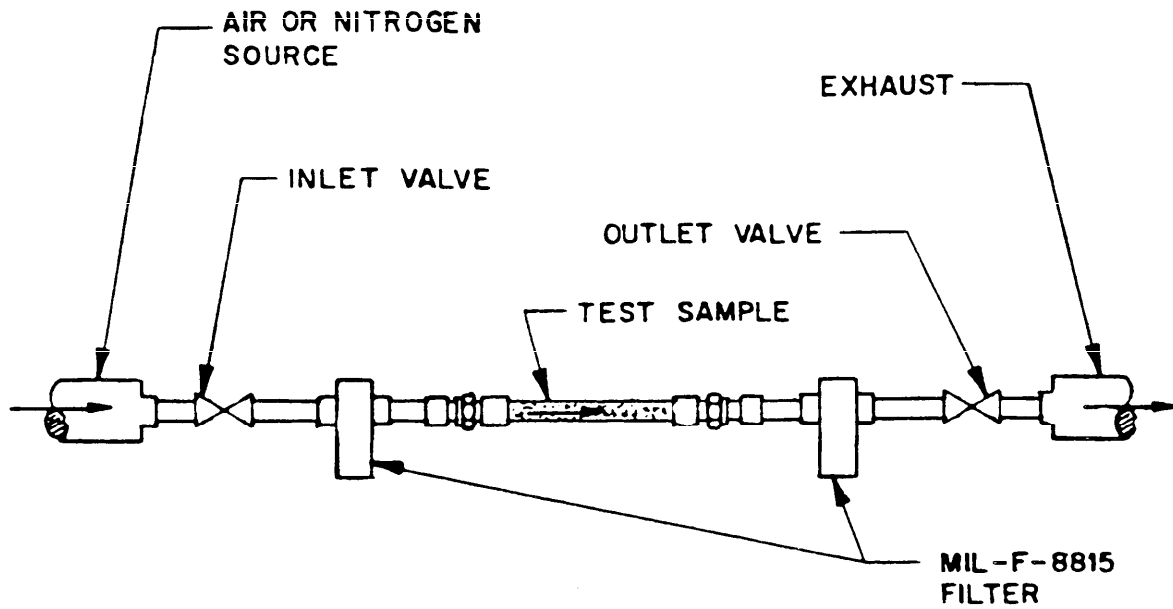 AIR OR NITROGEN
SOURCE
EXHAUST
INLET VALVE
OUTLET VALVE
TEST SAMPLE
MIL-F-8815
FILTER